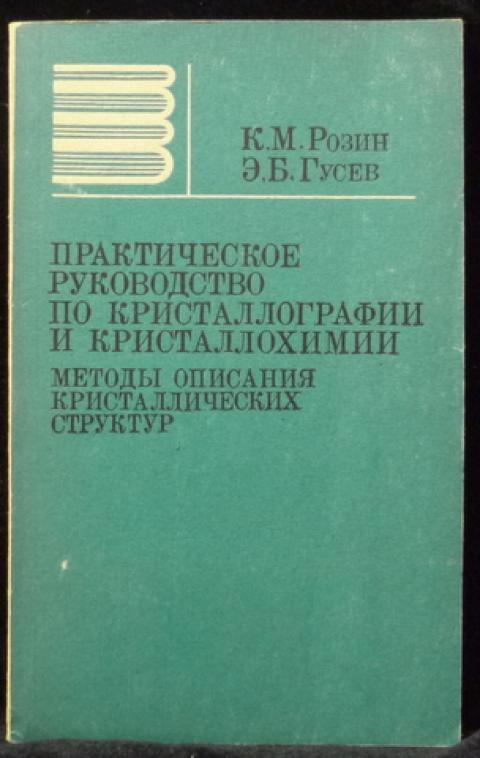 К.М.Розин
Э.Б.Гусев
ПРАКТИЧЕСКОЕ
РУКОВОДСТВО
ПО КРИСТАЛЛОГРАФИИ
И КРИСТАЛЛОХИМИИ
МЕТОДЫ ОПИСАНИЯ
КРИСТАЛЛИЧЕСКИХ
СТРУКТУР